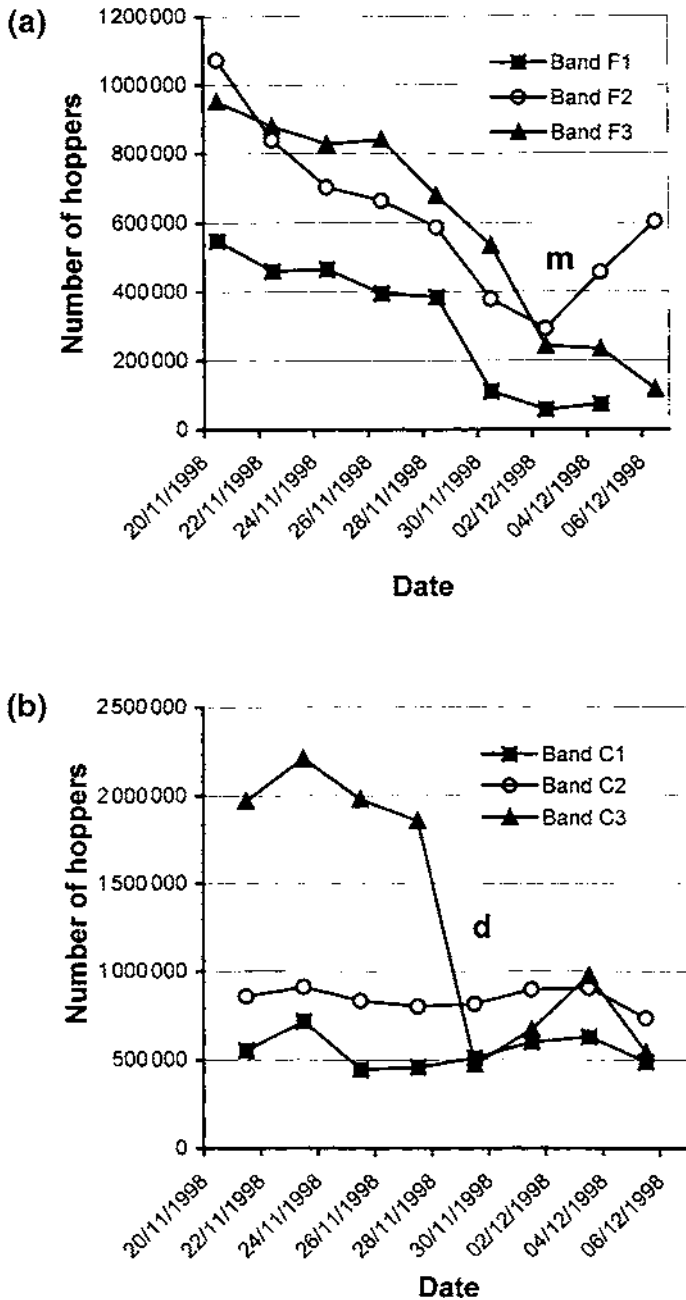 (a)
1200000
1000000
800000
600000
400000
200000
0
Number of hoppers
Band F1
Band F2
Band F3
m
20/11/1998
22/11/1998
24/11/1998
26/11/1998
28/11/1998
30/11/1998
02/12/1998
04/12/1998
06/12/1998
Date
(b)
2500000
2000000
1500000
1000000
500000
0
Number of hoppers
Band C1
Band C2
Band C3
d
20/11/1998
22/11/1998
24/11/1998
26/11/1998
28/11/1998
30/11/1998
02/12/1998
04/12/1998
06/12/1998
Date